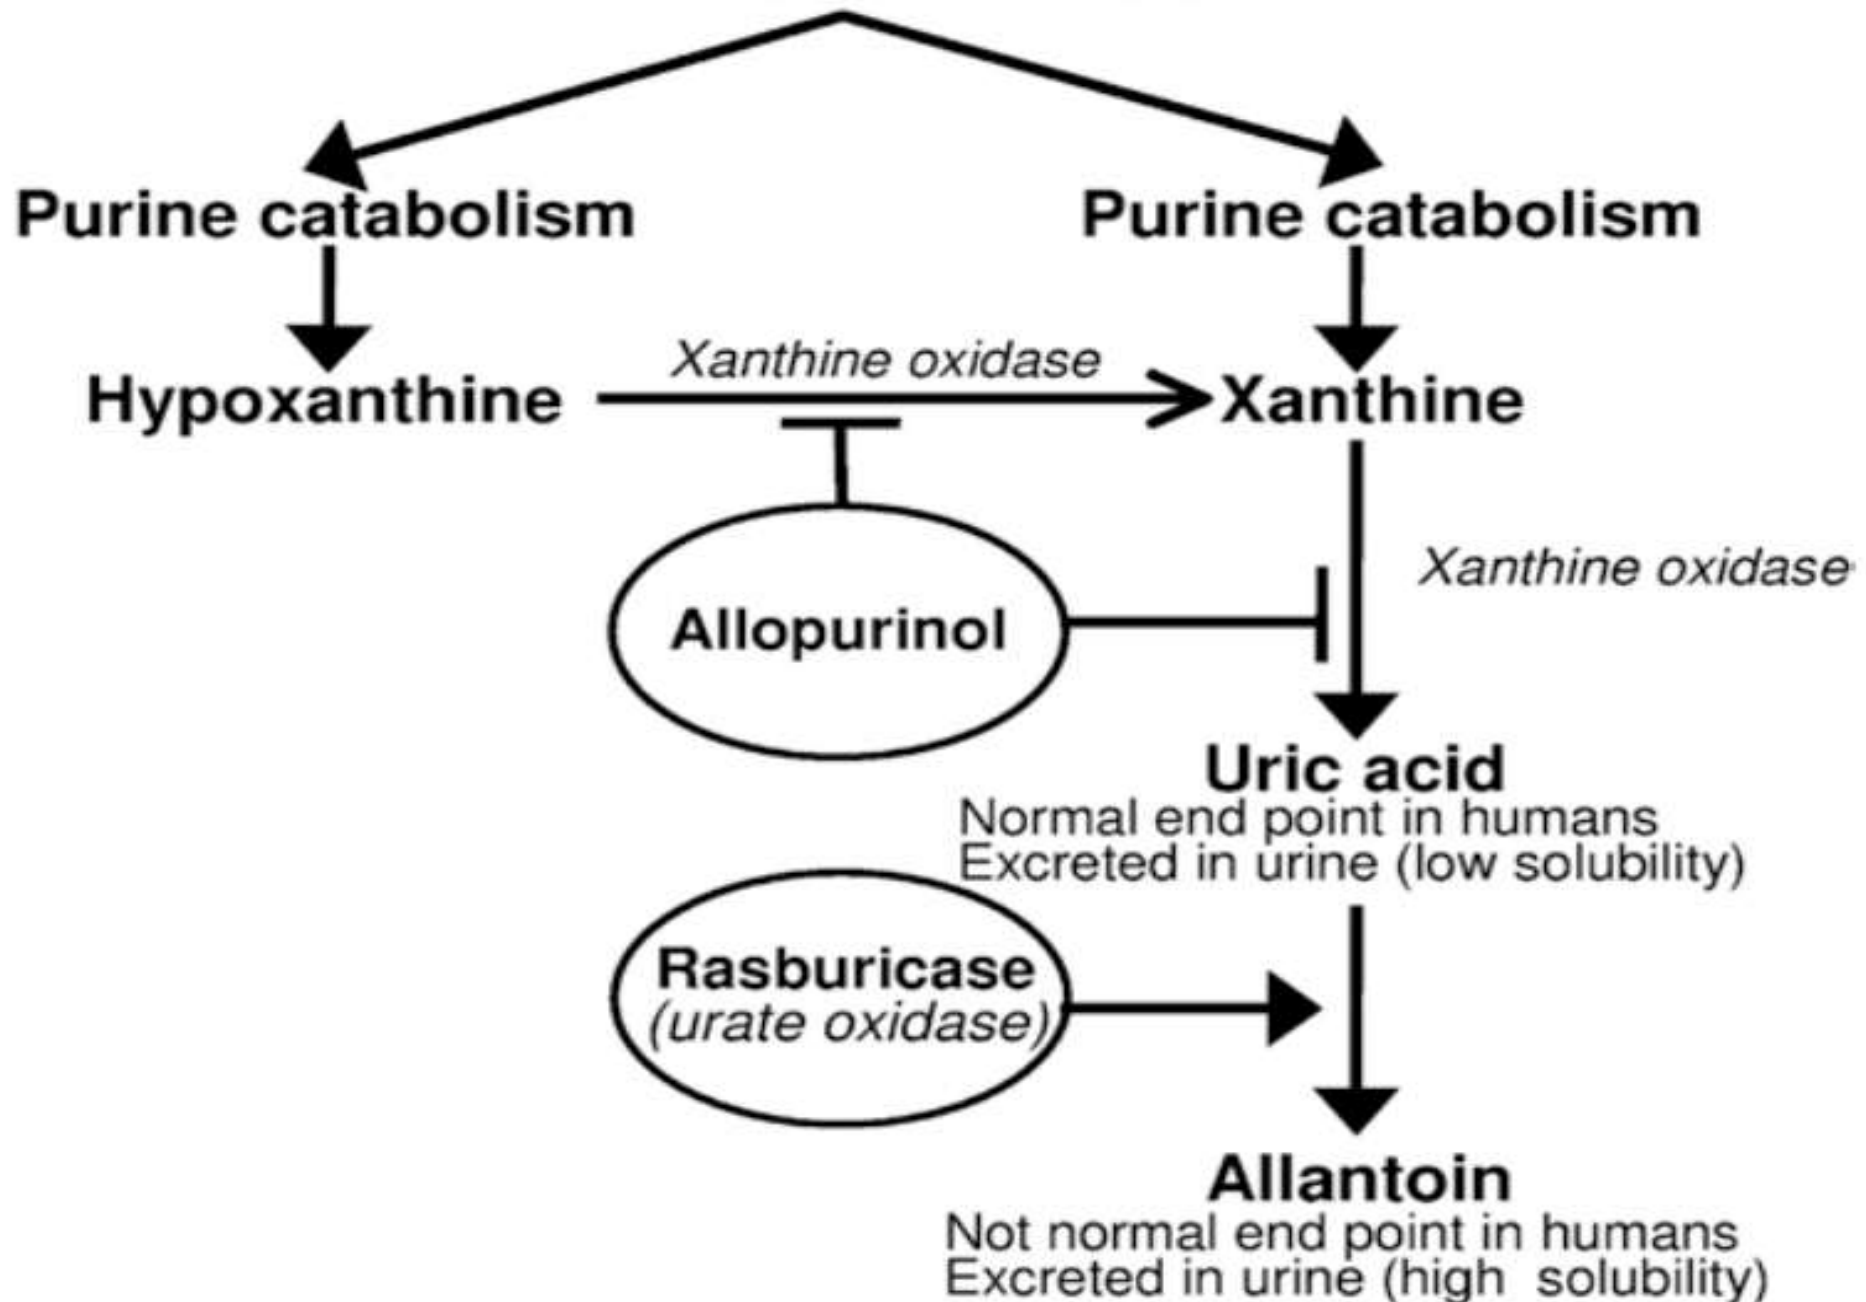 Purine catabolism
Purine catabolism
Hypoxanthine
Xanthine oxidase
Xanthine
Allopurinol
Xanthine oxidase
Uric acid
Normal end point in humans
Excreted in urine (low solubility)
Rasburicase
(urate oxidase)
Allantoin
Not normal end point in humans
Excreted in urine (high solubility)